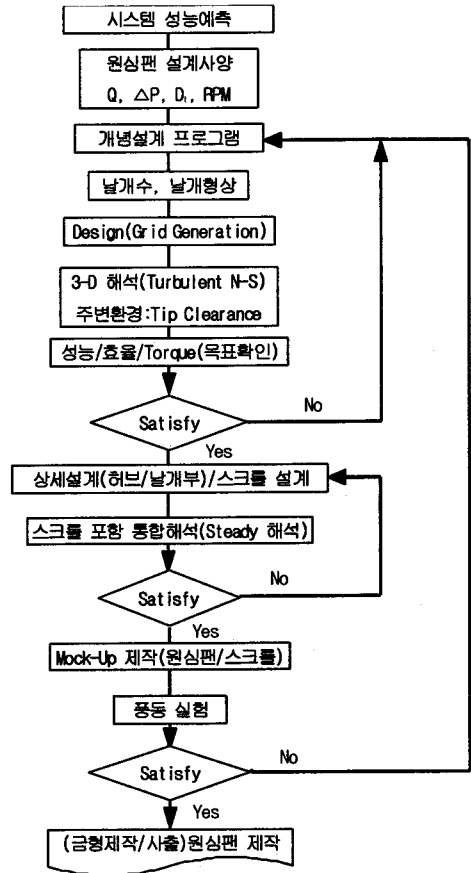 시스템 성능예측
원심팬 설계사양
Q, △P, D₁, RPM
개념설계 프로그램
날개수, 날개형상
Design(Grid Generation)
3-D 해석(Turbulent N-S)
주변환경:Tip Clearance
성능/효율/Torque(목표확인)
Satisfy
No
Yes
상세설계(허브/날개부)/스크롤 설계
스크롤 포함 통합해석(Steady 해석)
Satisfy
No
Yes
Mock-Up 제작(원심팬/스크롤)
풍동 실험
Satisfy
No
Yes
(금형제작/사출)원심팬 제작